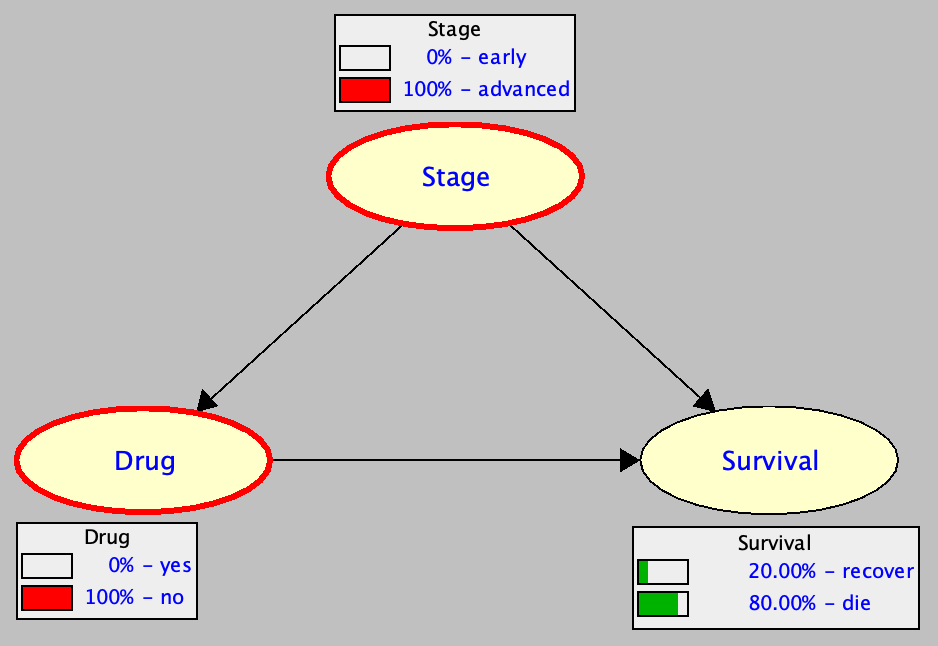 Stage
0% – early
100% – advanced
Stage
Drug
Survival
Drug
0% – yes
100% – no
Survival
20.00% – recover
80.00% – die